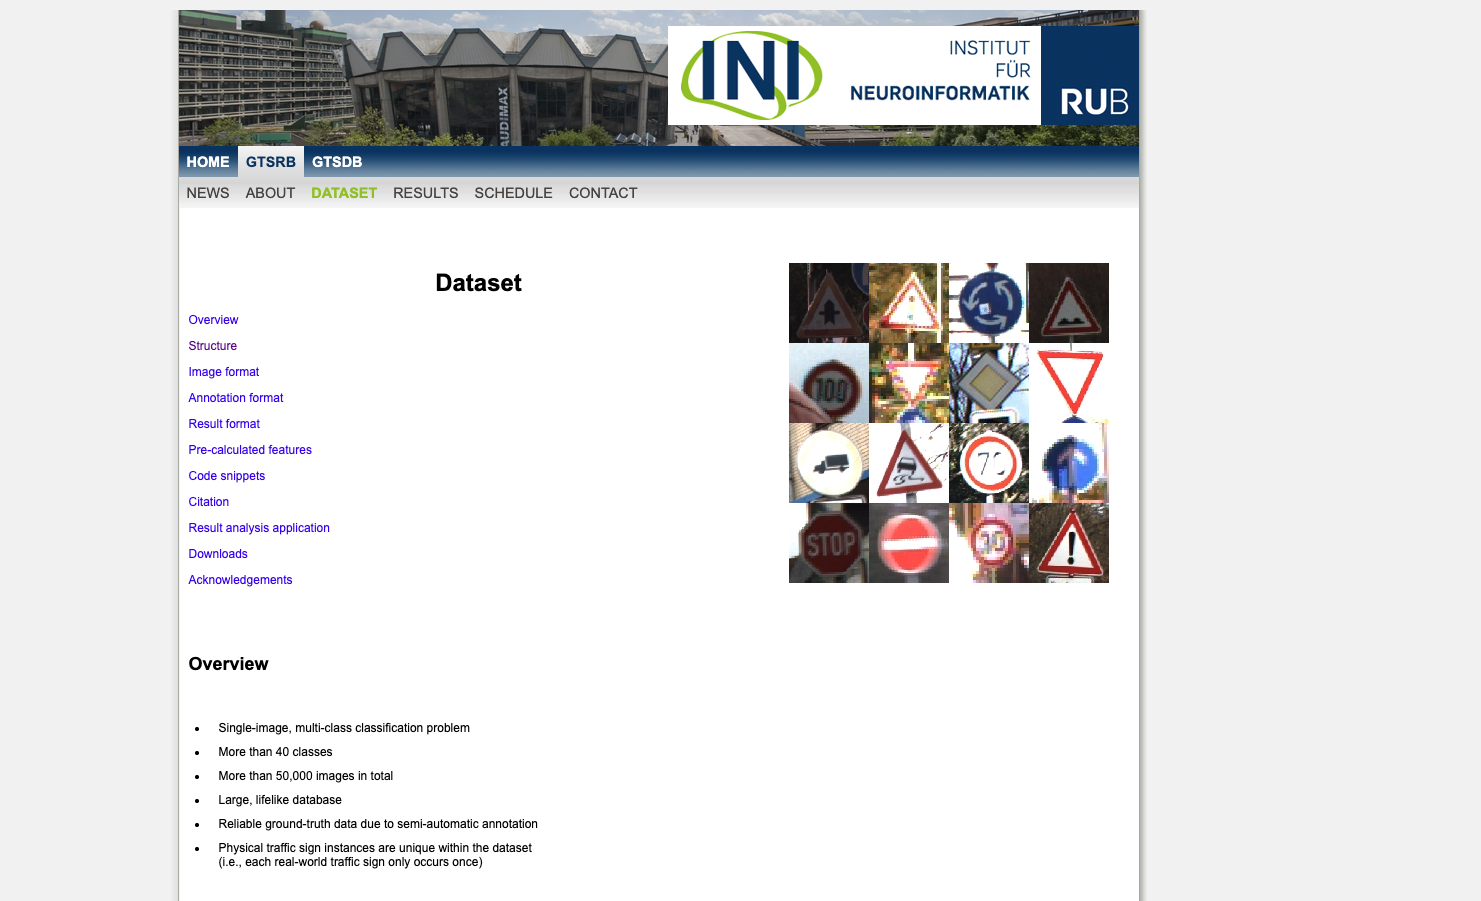 AUDIMAX
INI
INSTITUT
FÜR
NEUROINFORMATIK
RUB
HOME GTSRB GTSDB
NEWS ABOUT DATASET RESULTS SCHEDULE CONTACT
Dataset
Overview
Structure
Image format
Annotation format
Result format
Pre-calculated features
Code snippets
Citation
Result analysis application
Downloads
Acknowledgements
100
70
STOP
30
Overview
Single-image, multi-class classification problem
More than 40 classes
More than 50,000 images in total
Large, lifelike database
Reliable ground-truth data due to semi-automatic annotation
Physical traffic sign instances are unique within the dataset
(i.e., each real-world traffic sign only occurs once)